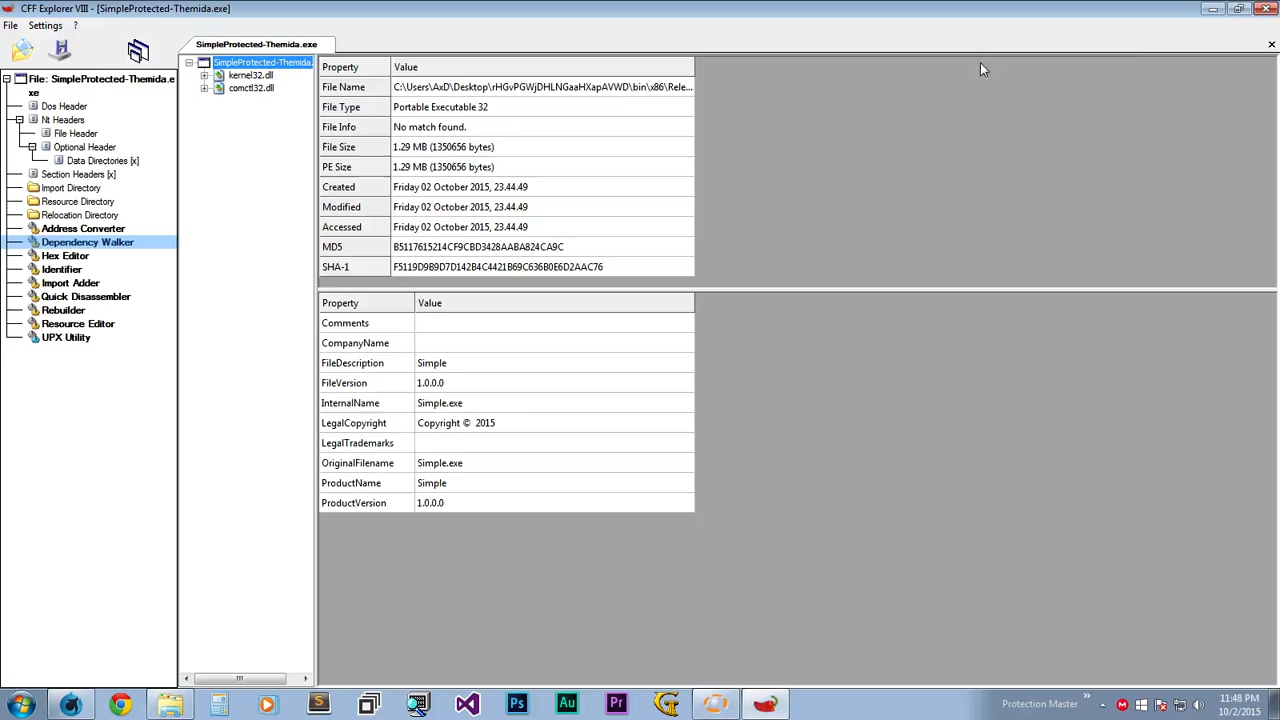 CFF Explorer VIII - [SimpleProtected-Themida.exe]
File Settings ?
SimpleProtected-Themida.exe
File: SimpleProtected-Themida.e
xe
Dos Header
Nt Headers
File Header
Optional Header
Data Directories [x]
Section Headers [x]
Import Directory
Resource Directory
Relocation Directory
Address Converter
Dependency Walker
Hex Editor
Identifier
Import Adder
Quick Disassembler
Rebuilder
Resource Editor
UPX Utility
SimpleProtected-Themida.
kernel32.dll
comctl32.dll
Property Value
File Name C:\Users\AxD\Desktop\rHGvPGWjDHLNGaaHXapAVWD\bin\x86\Rele...
File Type Portable Executable 32
File Info No match found.
File Size 1.29 MB (1350656 bytes)
PE Size 1.29 MB (1350656 bytes)
Created Friday 02 October 2015, 23.44.49
Modified Friday 02 October 2015, 23.44.49
Accessed Friday 02 October 2015, 23.44.49
MD5 B5117615214CF9CBD3428AABA824CA9C
SHA-1 F5119D9B9D7D142B4C4421B69C636B0E6D2AAC76
Property Value
Comments
CompanyName
FileDescription Simple
FileVersion 1.0.0.0
InternalName Simple.exe
LegalCopyright Copyright © 2015
LegalTrademarks
OriginalFilename Simple.exe
ProductName Simple
ProductVersion 1.0.0.0
Ps Au Pr
Protection Master »
11:48 PM
10/2/2015